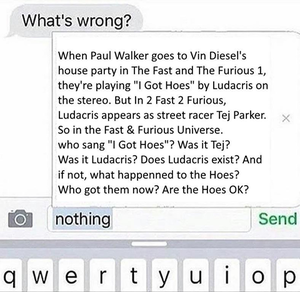 What's wrong?
When Paul Walker goes to Vin Diesel's
house party in The Fast and The Furious 1,
they're playing "I Got Hoes" by Ludacris on
the stereo. But In 2 Fast 2 Furious,
Ludacris appears as street racer Tej Parker.
So in the Fast & Furious Universe.
who sang "I Got Hoes"? Was it Tej?
Was it Ludacris? Does Ludacris exist? And
if not, what happenned to the Hoes?
Who got them now? Are the Hoes OK?
nothing
Send
q w e r t y u i o p